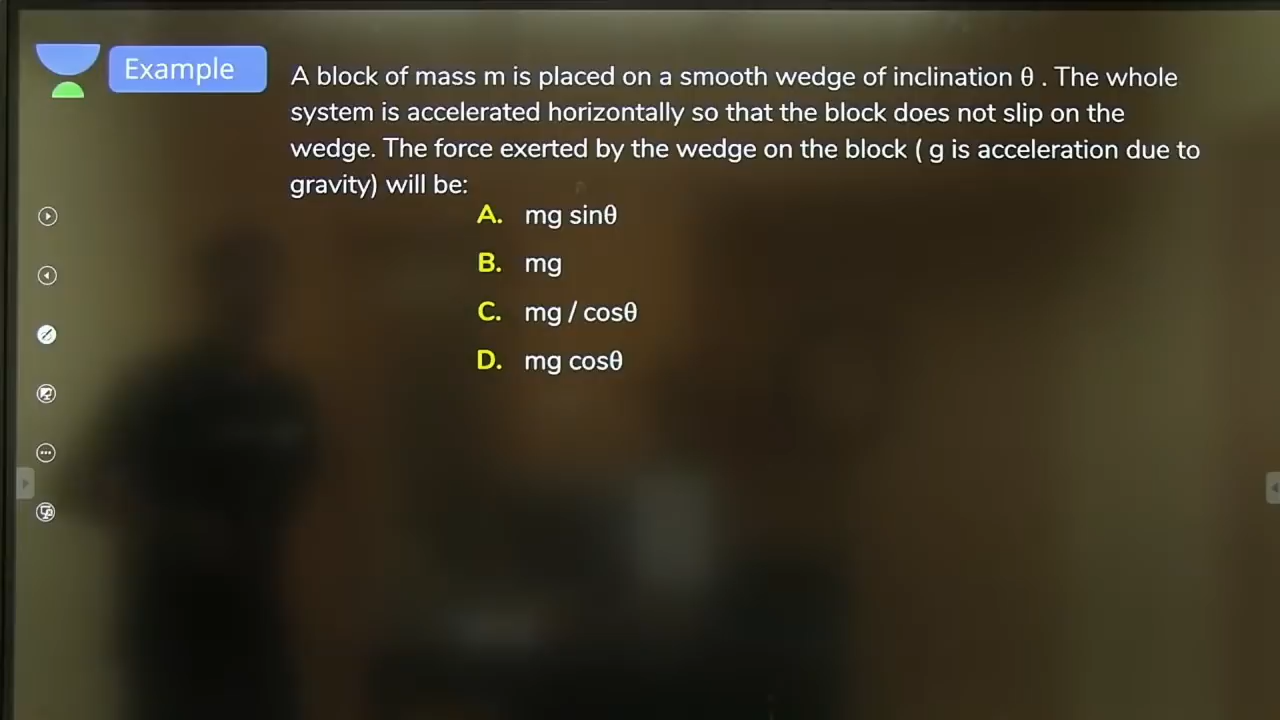 Example
A block of mass m is placed on a smooth wedge of inclination θ . The whole
system is accelerated horizontally so that the block does not slip on the
wedge. The force exerted by the wedge on the block ( g is acceleration due to
gravity) will be:
A. mg sinθ
B. mg
C. mg / cosθ
D. mg cosθ